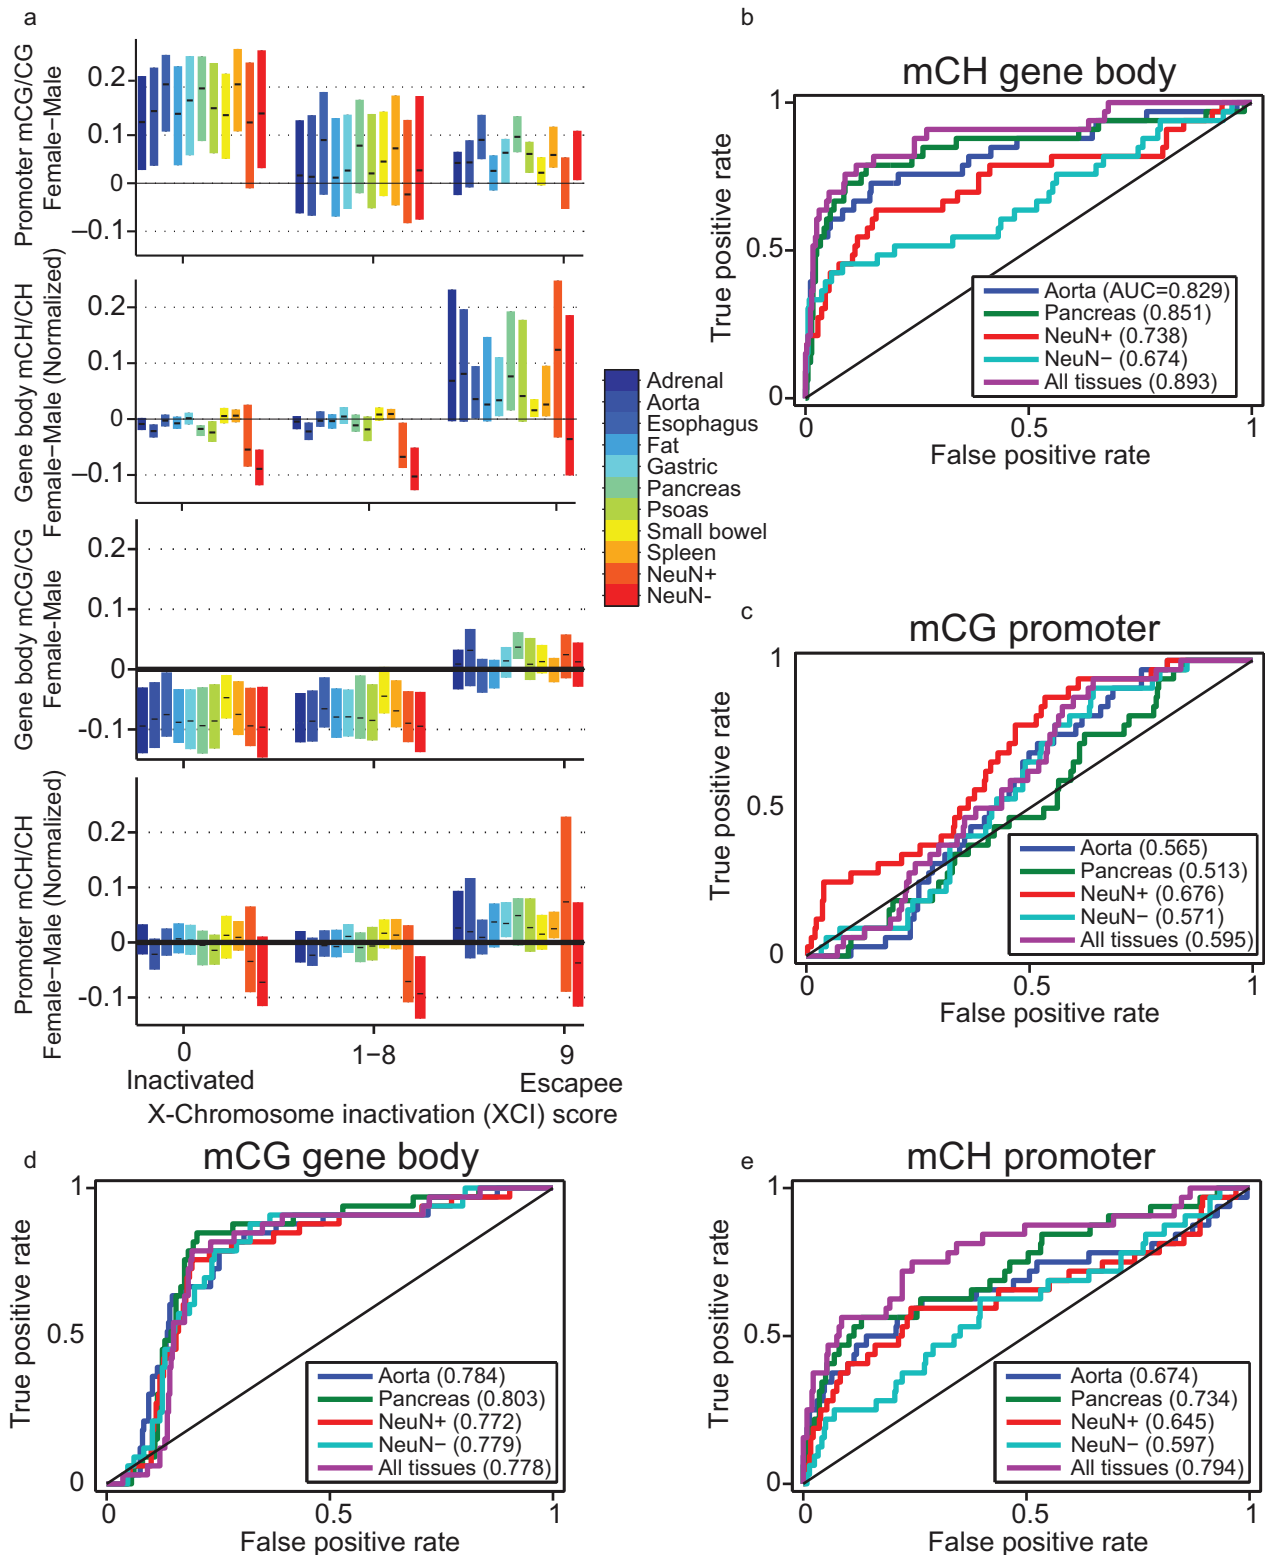 a
Promoter mCG/CG
Female−Male
0.2
0.1
0
−0.1
Gene body mCH/CH
Female−Male (Normalized)
0.2
0.1
0
−0.1
Gene body mCG/CG
Female-Male
0.2
0.1
0
-0.1
Promoter mCH/CH
Female−Male (Normalized)
0.2
0.1
0
-0.1
0
1−8
9
Inactivated
Escapee
X-Chromosome inactivation (XCI) score
Adrenal
Aorta
Esophagus
Fat
Gastric
Pancreas
Psoas
Small bowel
Spleen
NeuN+
NeuN-
b
mCH gene body
True positive rate
1
0.5
0
Aorta (AUC=0.829)
Pancreas (0.851)
NeuN+ (0.738)
NeuN− (0.674)
All tissues (0.893)
0
0.5
1
False positive rate
c
mCG promoter
True positive rate
1
0.5
0
Aorta (0.565)
Pancreas (0.513)
NeuN+ (0.676)
NeuN− (0.571)
All tissues (0.595)
0
0.5
1
False positive rate
d
mCG gene body
True positive rate
1
0.5
0
Aorta (0.784)
Pancreas (0.803)
NeuN+ (0.772)
NeuN− (0.779)
All tissues (0.778)
0
0.5
1
False positive rate
e
mCH promoter
True positive rate
1
0.5
0
Aorta (0.674)
Pancreas (0.734)
NeuN+ (0.645)
NeuN− (0.597)
All tissues (0.794)
0
0.5
1
False positive rate